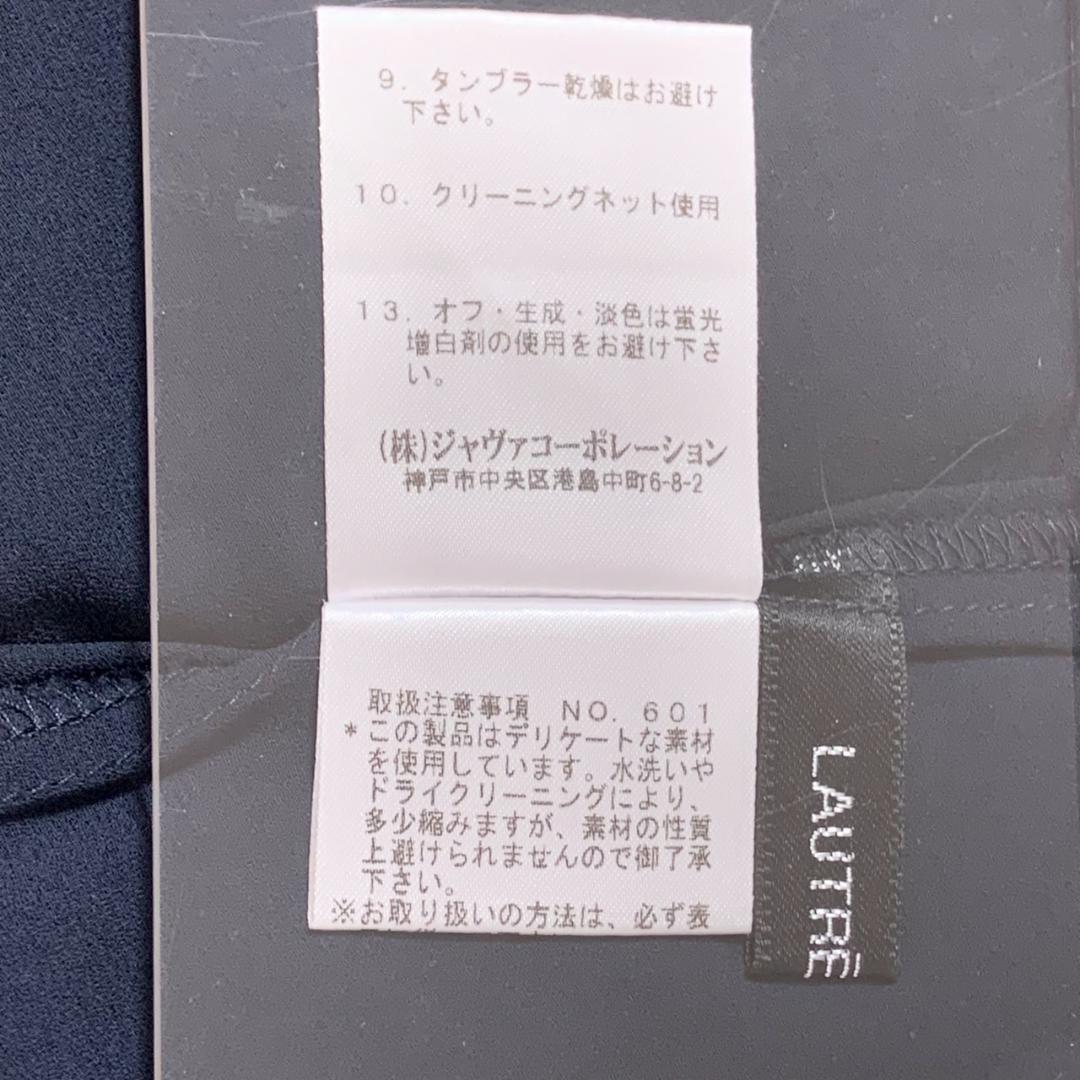 9. タンブラー乾燥はお避け
下さい。
10. クリーニングネット使用
13. オフ・生成・淡色は蛍光
増白剤の使用をお避け下さ
い。
(株)ジャヴァコーポレーション
神戸市中央区港島中町6-8-2
取扱注意事項 NO. 601
*この製品はデリケートな素材
を使用しています。水洗いや
ドライクリーニングにより、
多少縮みますが、素材の性質
上避けられませんので御了承
下さい。
※お取り扱いの方法は、必ず表
LAUTRĒ